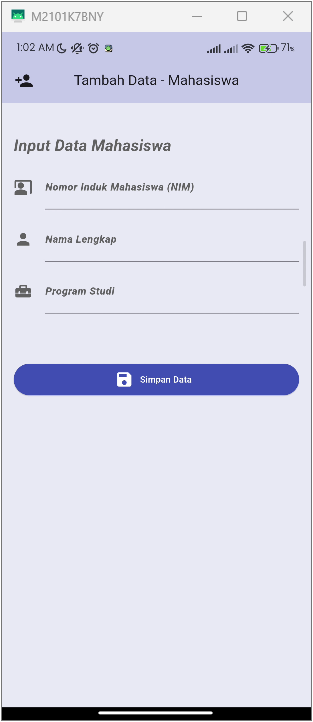 M2101K7BNY
1:02 AM 71%
Tambah Data - Mahasiswa
Input Data Mahasiswa
Nomor Induk Mahasiswa (NIM)
Nama Lengkap
Program Studi
Simpan Data